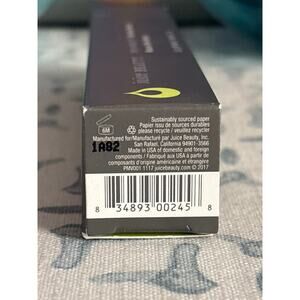 Sustainably sourced paper
Papier issu de sources durables
please recycle / veuillez recycler
6M
Manufactured for/Manufacturé par Juice Beauty, Inc.
San Rafael, California 94901-3566
1A82
Made in USA of domestic and foreign
components / Fabriqué aux USA à partir de
composants d'origine américaine et étrangère
PMV001 1117 juicebeauty.com © 2017
8 34893 00245 8